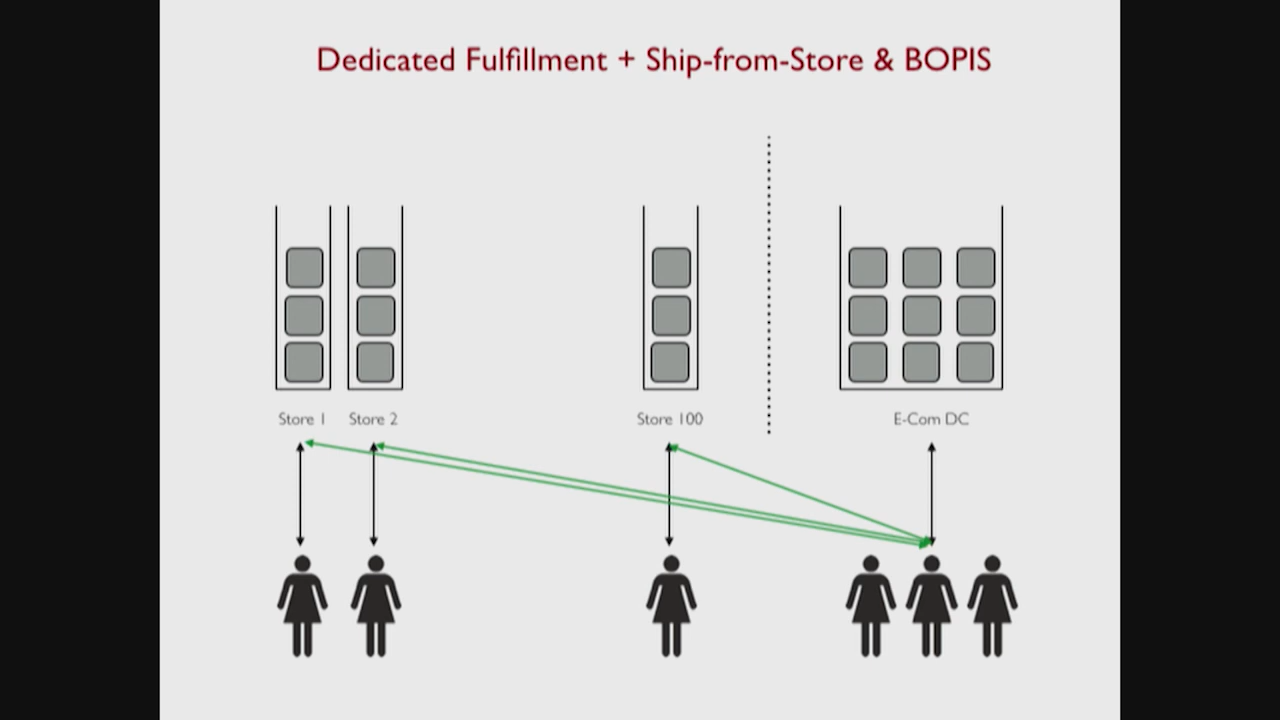 Dedicated Fulfillment + Ship-from-Store & BOPIS
Store 1
Store 2
Store 100
E-Com DC